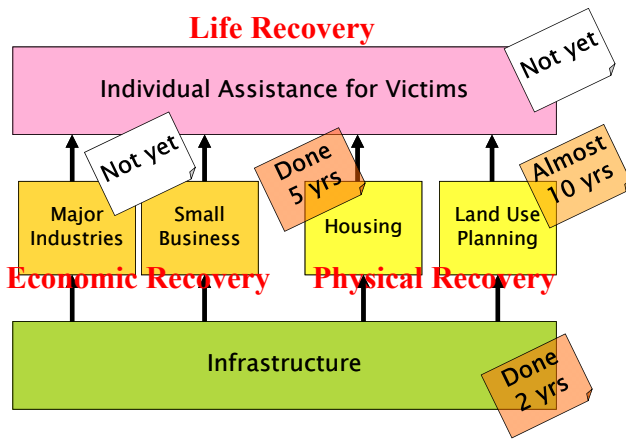 Life Recovery
Not yet
Individual Assistance for Victims
Not yet
Done
5 yrs
Almost
10 yrs
Major
Industries
Small
Business
Housing
Land Use
Planning
Economic Recovery
Physical Recovery
Infrastructure
Done
2 yrs